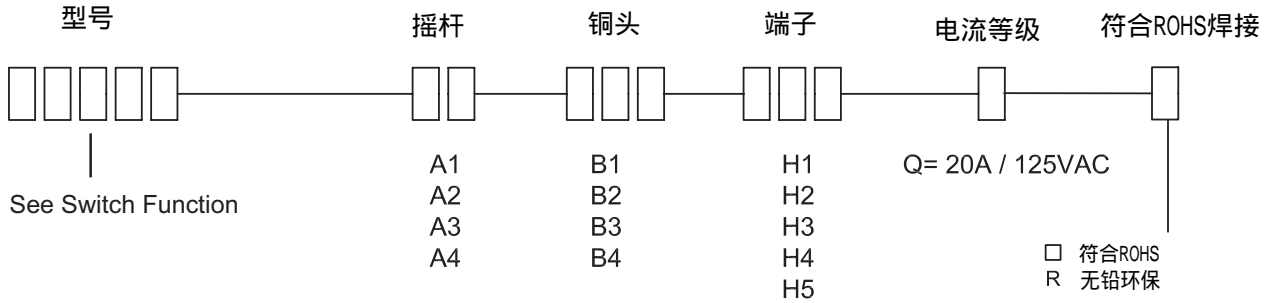 型号 摇杆 铜头 端子 电流等级 符合ROHS焊接
See Switch Function
A1 B1 H1 Q= 20A / 125VAC
A2 B2 H2
A3 B3 H3
A4 B4 H4
H5
□ 符合ROHS
R 无铅环保